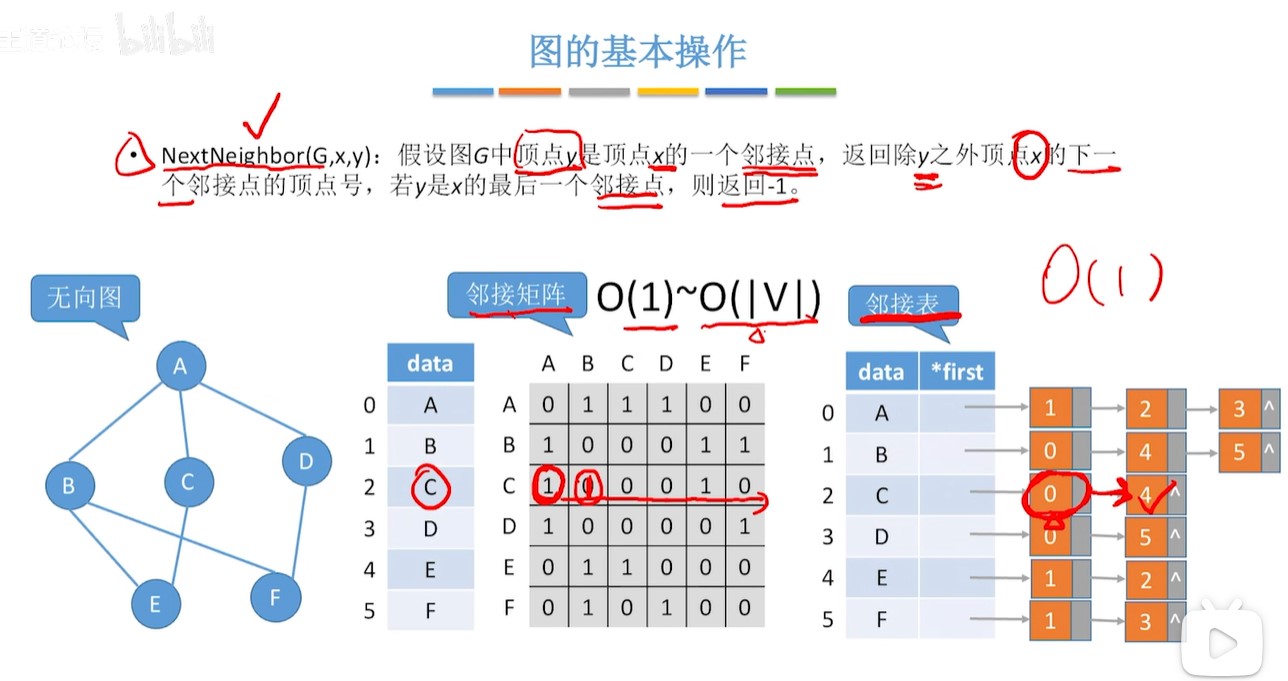 bilibili
图的基本操作
• NextNeighbor(G,x,y)：假设图G中顶点y是顶点x的一个邻接点，返回除y之外顶点x的下一
个邻接点的顶点号，若y是x的最后一个邻接点，则返回-1。
O(1)
无向图
邻接矩阵
O(1)~O(|V|)
邻接表
A
B
C
D
E
F
data
0 A
1 B
2 C
3 D
4 E
5 F
A B C D E F
A 0 1 1 1 0 0
B 1 0 0 0 1 1
C 1 0 0 1 0
D 1 0 0 0 0 1
E 0 1 1 0 0 0
F 0 1 0 1 0 0
data *first
0 A 1 2 3 ^
1 B 0 4 5 ^
2 C 0 4 ^
3 D 0 5 ^
4 E 1 2 ^
5 F 1 3 ^